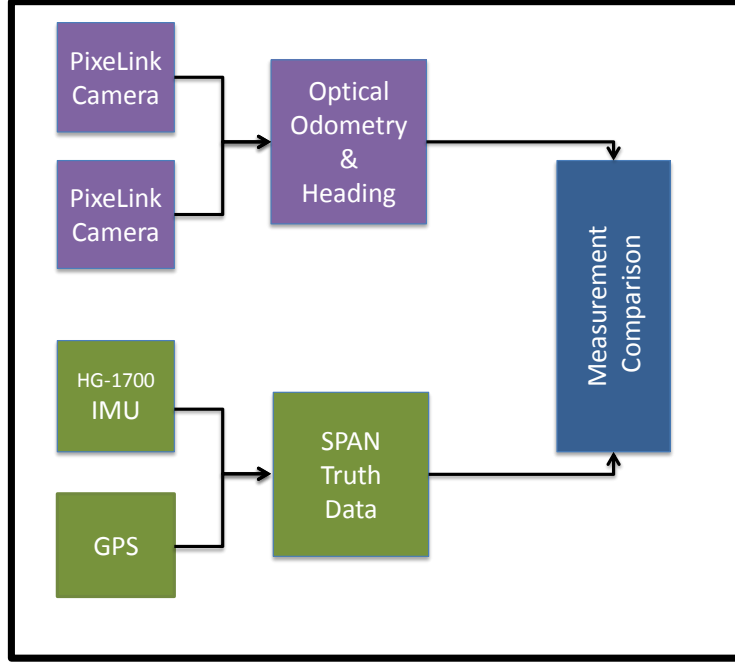 PixeLink
Camera
PixeLink
Camera
Optical
Odometry
&
Heading
HG-1700
IMU
GPS
SPAN
Truth
Data
Measurement
Comparison